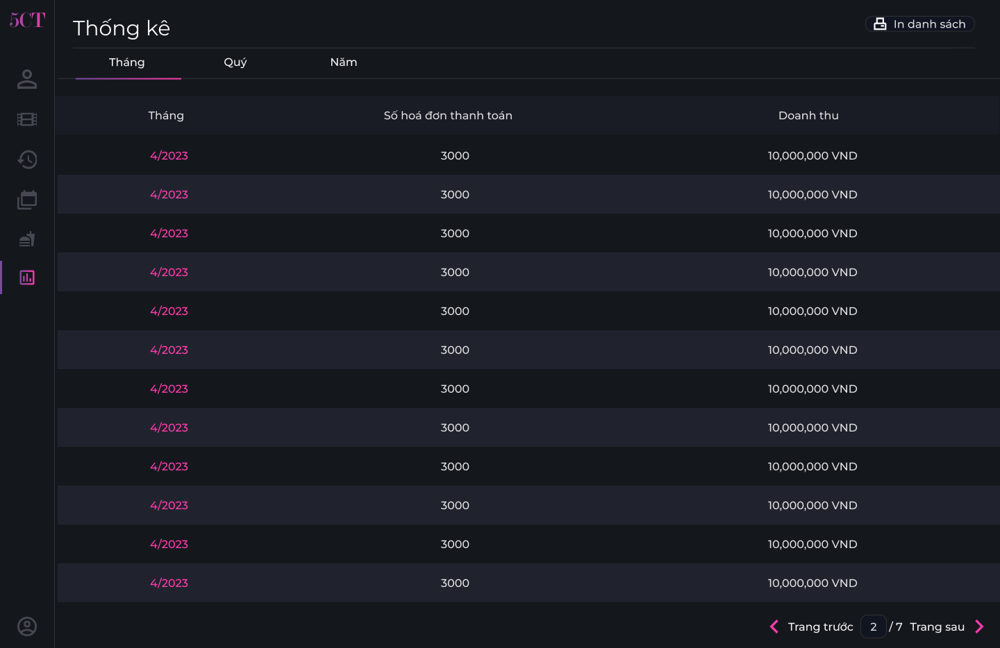 5CT
Thống kê
In danh sách
Tháng Quý Năm
Tháng Số hoá đơn thanh toán Doanh thu
4/2023 3000 10,000,000 VND
4/2023 3000 10,000,000 VND
4/2023 3000 10,000,000 VND
4/2023 3000 10,000,000 VND
4/2023 3000 10,000,000 VND
4/2023 3000 10,000,000 VND
4/2023 3000 10,000,000 VND
4/2023 3000 10,000,000 VND
4/2023 3000 10,000,000 VND
4/2023 3000 10,000,000 VND
4/2023 3000 10,000,000 VND
4/2023 3000 10,000,000 VND
Trang trước 2 / 7 Trang sau